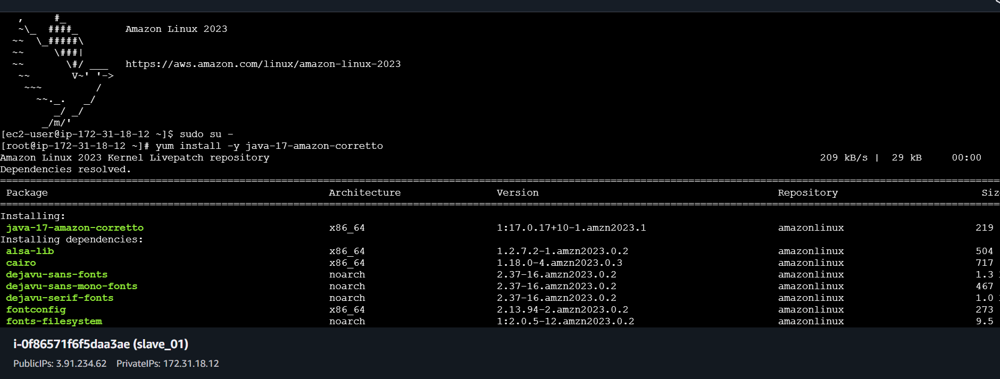 ,     #_
   ~\_  ####_        Amazon Linux 2023
  ~~  \_#####\
  ~~     \###|
  ~~       \#/ ___   https://aws.amazon.com/linux/amazon-linux-2023
   ~~       V~' '->
    ~~~         /
      ~~._.   _/
         _/ _/
       _/m/'
[ec2-user@ip-172-31-18-12 ~]$ sudo su -
[root@ip-172-31-18-12 ~]# yum install -y java-17-amazon-corretto
Amazon Linux 2023 Kernel Livepatch repository 209 kB/s | 29 kB 00:00
Dependencies resolved.
Package Architecture Version Repository Siz
Installing:
java-17-amazon-corretto x86_64 1:17.0.17+10-1.amzn2023.1 amazonlinux 219
Installing dependencies:
alsa-lib x86_64 1.2.7.2-1.amzn2023.0.2 amazonlinux 504
cairo x86_64 1.18.0-4.amzn2023.0.3 amazonlinux 717
dejavu-sans-fonts noarch 2.37-16.amzn2023.0.2 amazonlinux 1.3
dejavu-sans-mono-fonts noarch 2.37-16.amzn2023.0.2 amazonlinux 467
dejavu-serif-fonts noarch 2.37-16.amzn2023.0.2 amazonlinux 1.0
fontconfig x86_64 2.13.94-2.amzn2023.0.2 amazonlinux 273
fonts-filesystem noarch 1:2.0.5-12.amzn2023.0.2 amazonlinux 9.5
i-0f86571f6f5daa3ae (slave_01)
PublicIPs: 3.91.234.62 PrivateIPs: 172.31.18.12